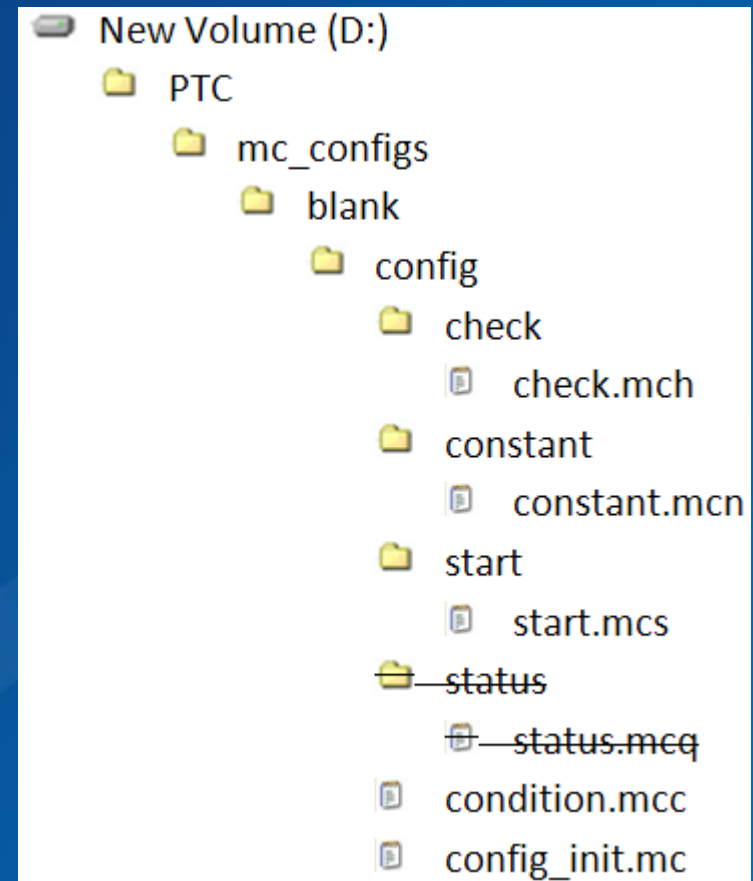 New Volume (D:)
PTC
mc_configs
blank
config
check
check.mch
constant
constant.mcn
start
start.mcs
status
status.mcq
condition.mcc
config_init.mc